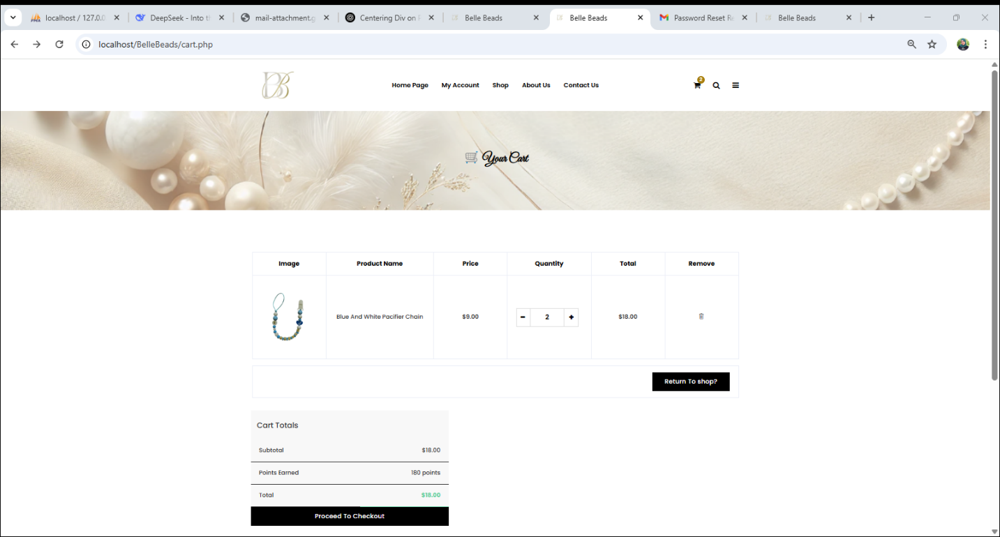 localhost / 127.0.0
DeepSeek - Into th
mail-attachment.g
Centering Div on P
Belle Beads
Belle Beads
Password Reset Re
Belle Beads
localhost/BelleBeads/cart.php
BB
Home Page
My Account
Shop
About Us
Contact Us
2
Your Cart
Image Product Name Price Quantity Total Remove
Blue And White Pacifier Chain $9.00 - 2 + $18.00
Return To shop?
Cart Totals
Subtotal $18.00
Points Earned 180 points
Total $18.00
Proceed To Checkout